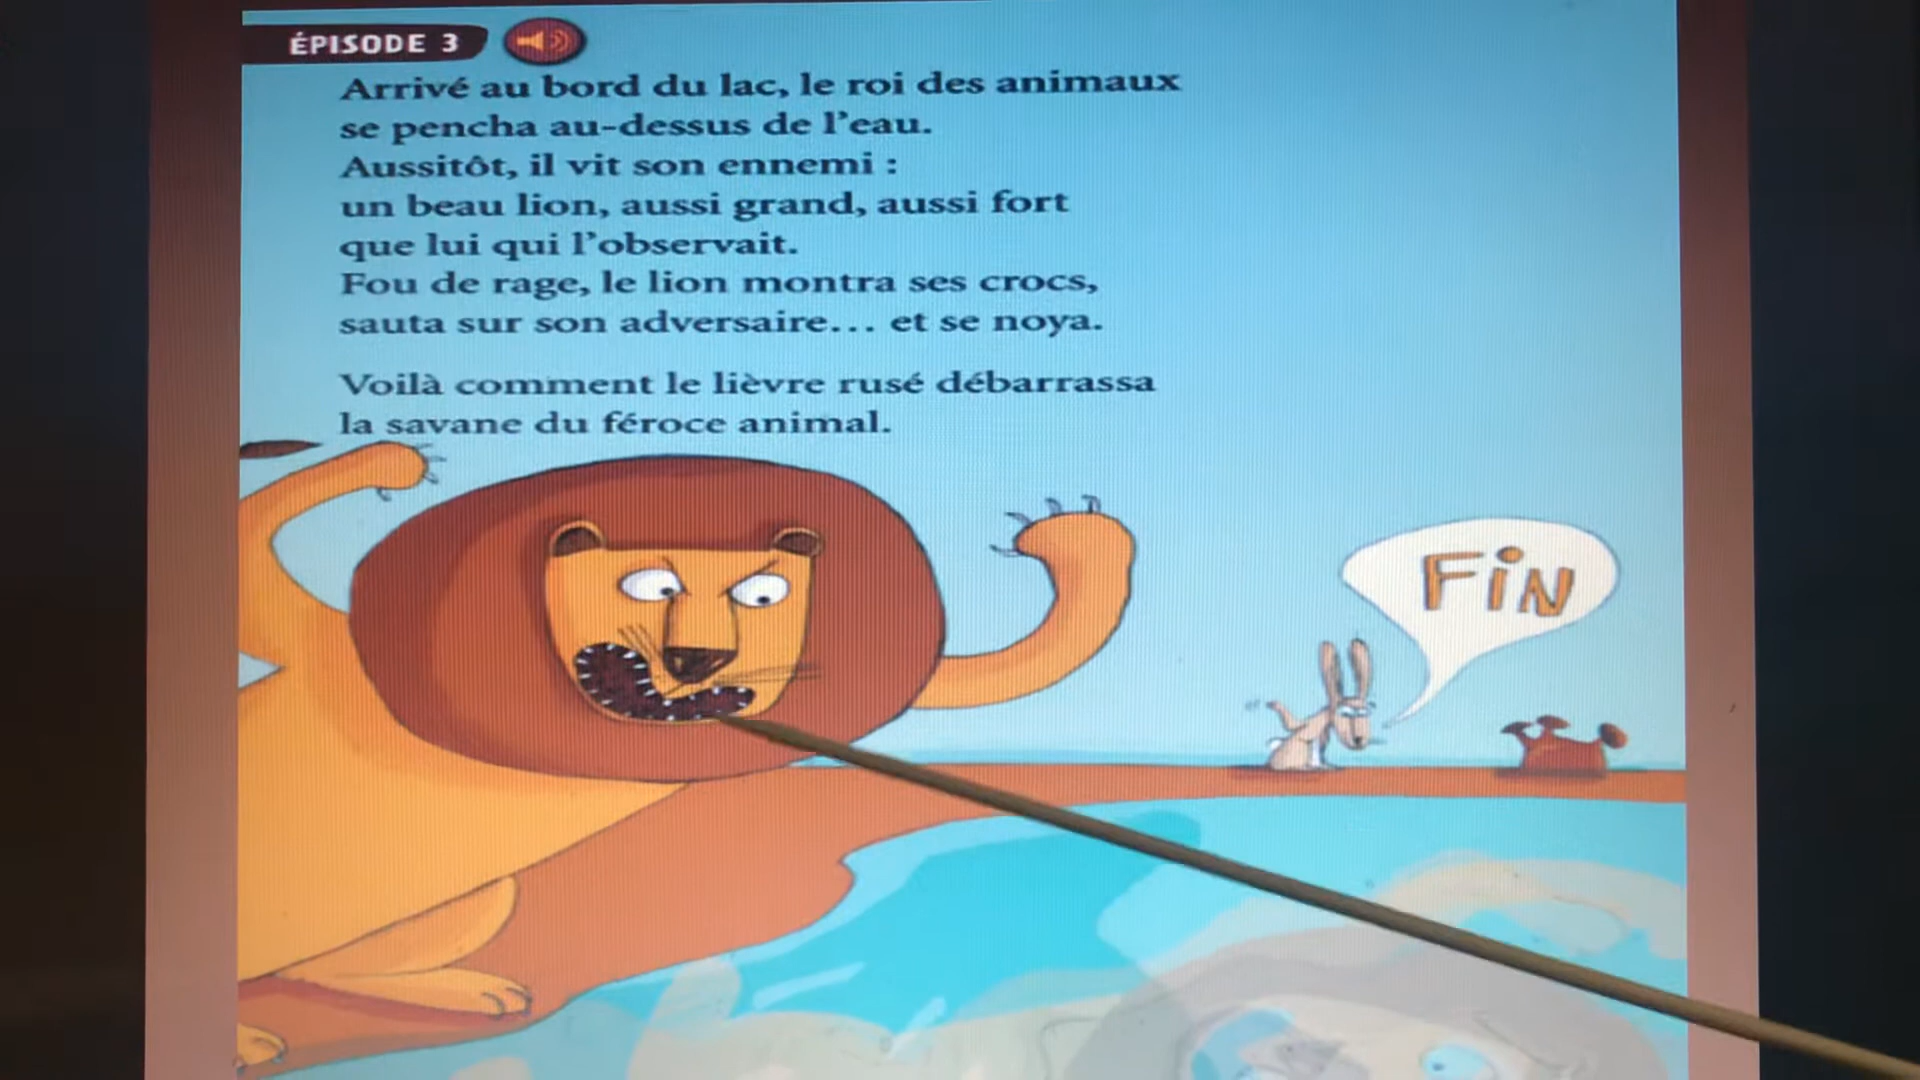 ÉPISODE 3
Arrivé au bord du lac, le roi des animaux
se pencha au-dessus de l'eau.
Aussitôt, il vit son ennemi :
un beau lion, aussi grand, aussi fort
que lui qui l'observait.
Fou de rage, le lion montra ses crocs,
sauta sur son adversaire... et se noya.
Voilà comment le lièvre rusé débarrassa
la savane du féroce animal.
FiN